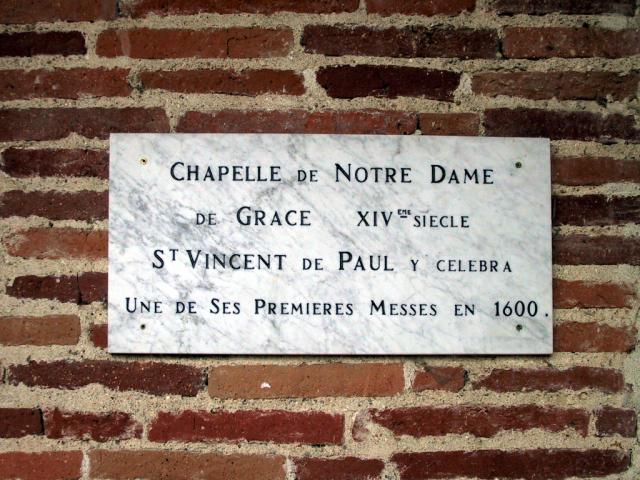 CHAPELLE DE NOTRE DAME
DE GRACE XIVᴱᴹᴱ SIECLE
Sᵀ VINCENT DE PAUL Y CELEBRA
UNE DE SES PREMIERES MESSES EN 1600.